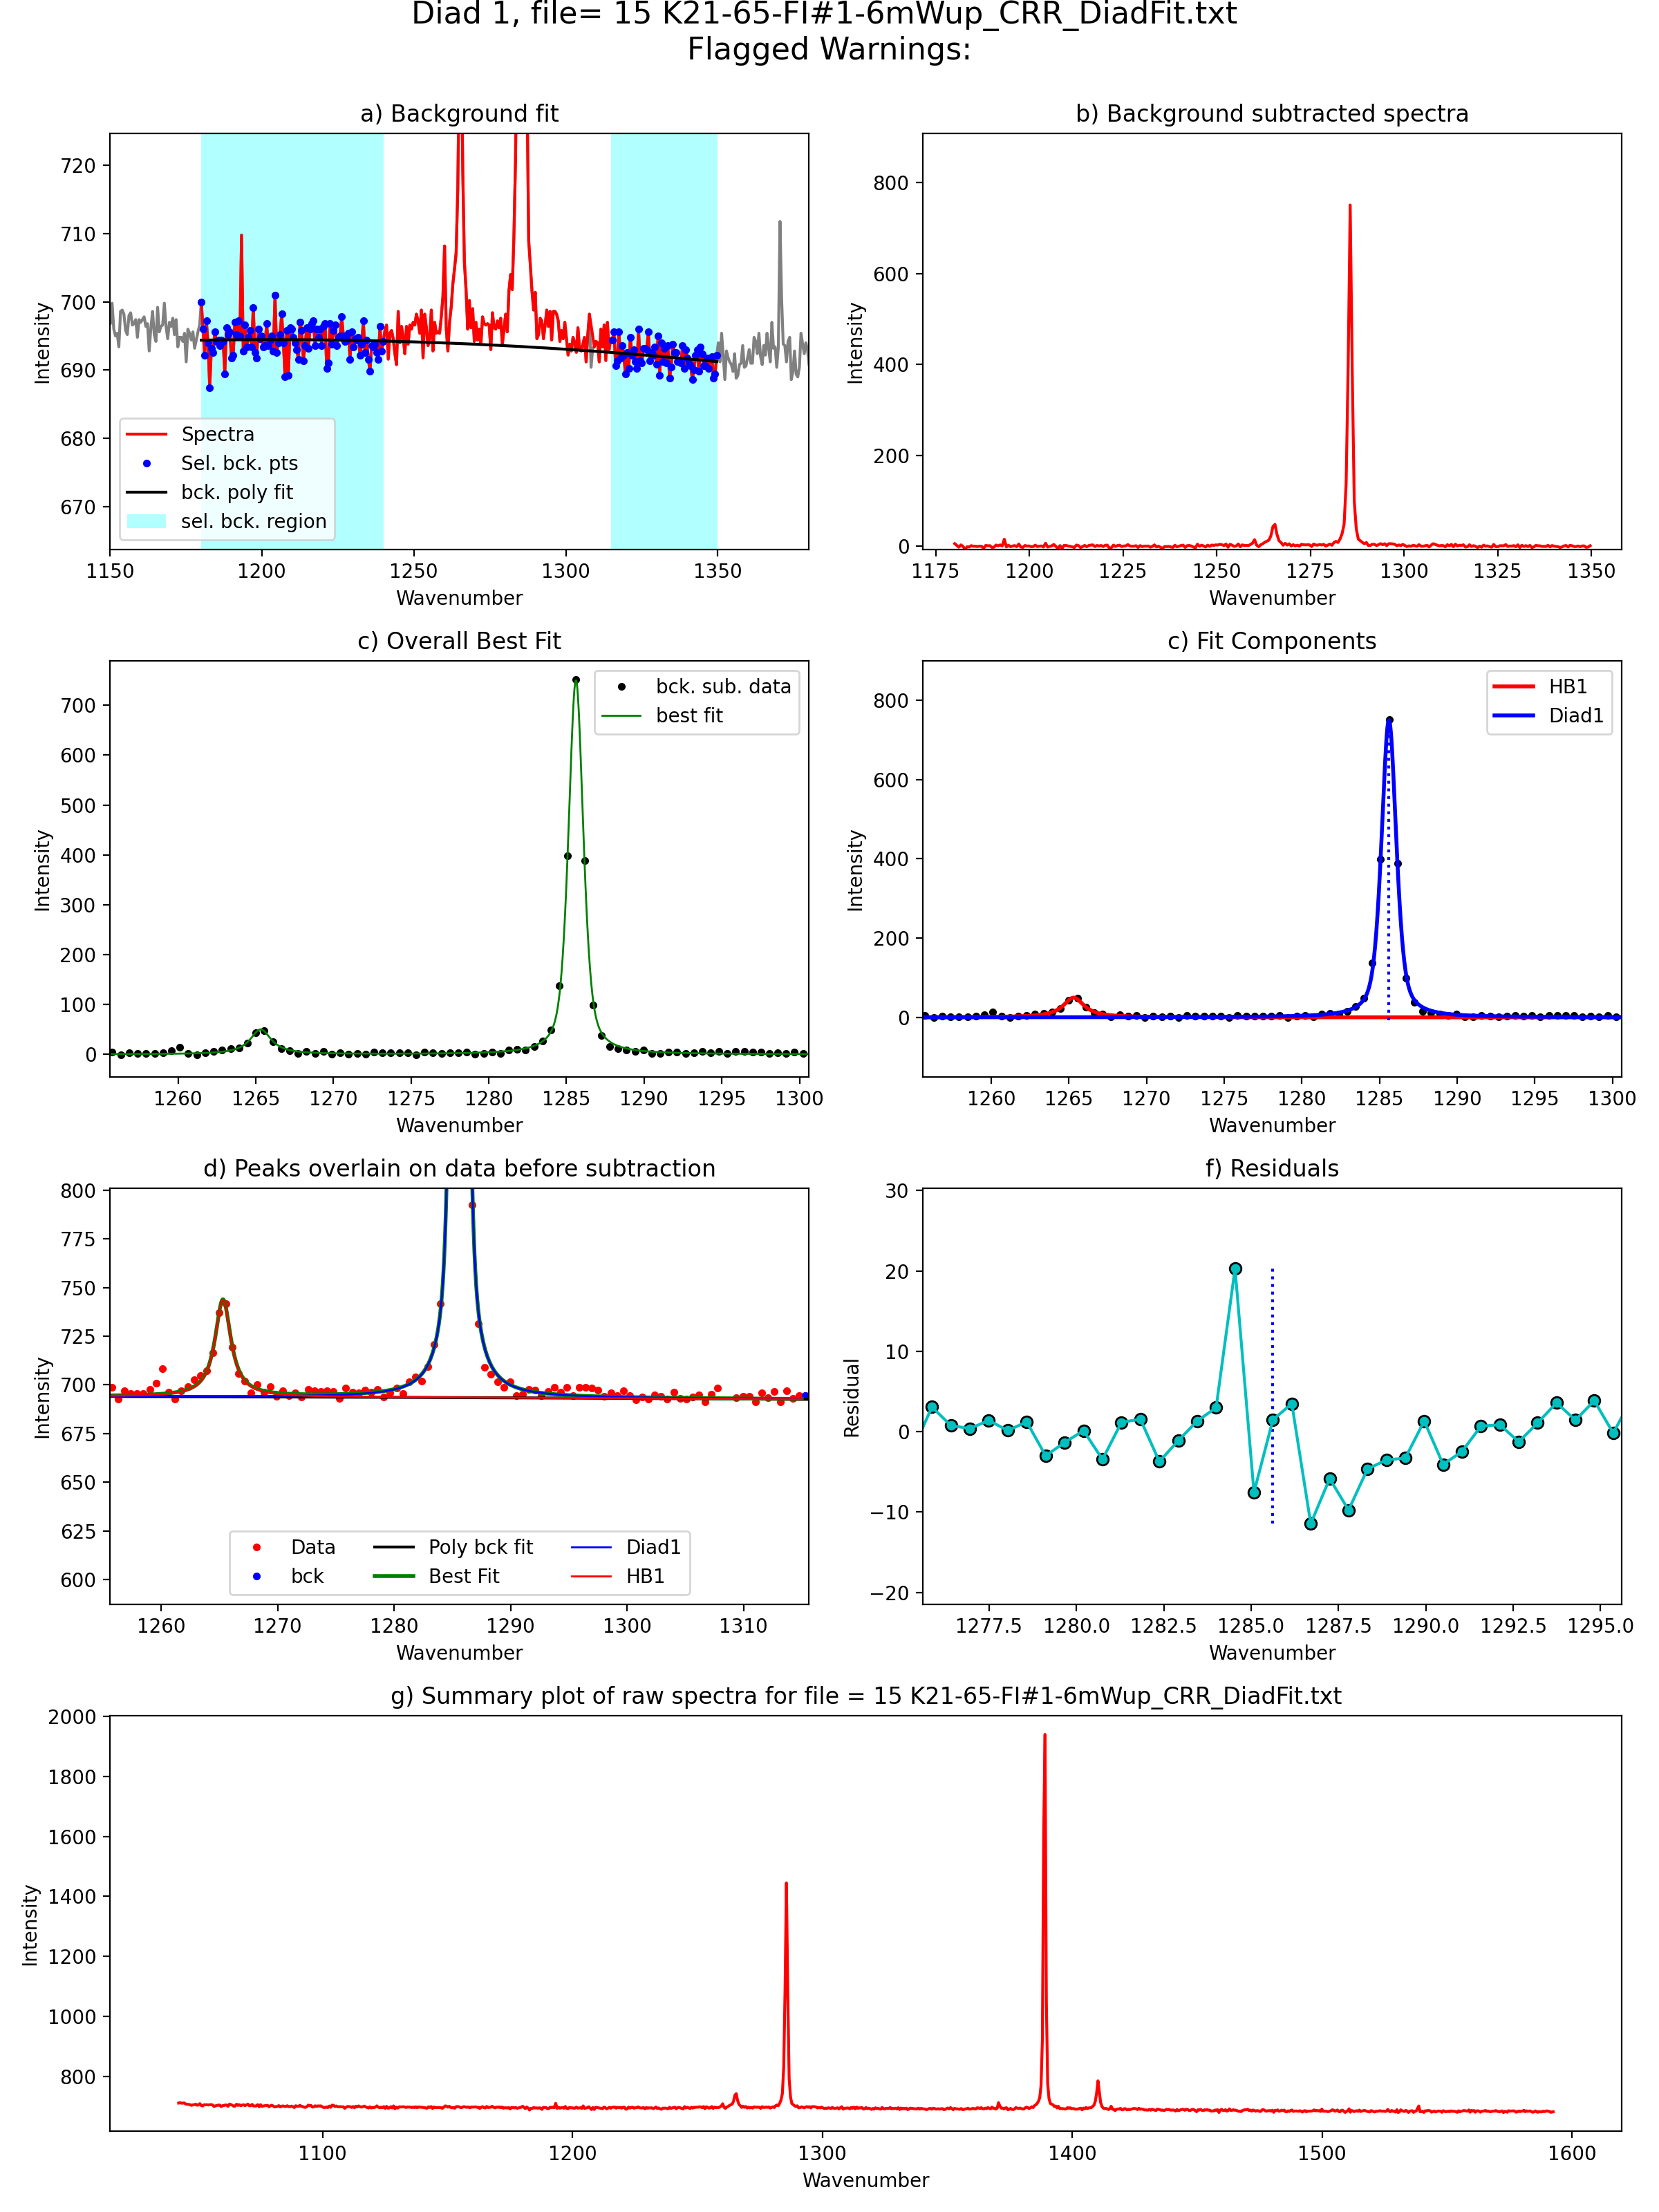 Diad 1, file= 15 K21-65-FI#1-6mWup_CRR_DiadFit.txt
Flagged Warnings:
a) Background fit
Intensity
720
710
700
690
680
670
Spectra
Sel. bck. pts
bck. poly fit
sel. bck. region
1150 1200 1250 1300 1350
Wavenumber
b) Background subtracted spectra
Intensity
800
600
400
200
0
1175 1200 1225 1250 1275 1300 1325 1350
Wavenumber
c) Overall Best Fit
Intensity
700
600
500
400
300
200
100
0
bck. sub. data
best fit
1260 1265 1270 1275 1280 1285 1290 1295 1300
Wavenumber
c) Fit Components
Intensity
800
600
400
200
0
HB1
Diad1
1260 1265 1270 1275 1280 1285 1290 1295 1300
Wavenumber
d) Peaks overlain on data before subtraction
Intensity
800
775
750
725
700
675
650
625
600
Data Poly bck fit Diad1
bck Best Fit HB1
1260 1270 1280 1290 1300 1310
Wavenumber
f) Residuals
Residual
30
20
10
0
−10
−20
1277.5 1280.0 1282.5 1285.0 1287.5 1290.0 1292.5 1295.0
Wavenumber
g) Summary plot of raw spectra for file = 15 K21-65-FI#1-6mWup_CRR_DiadFit.txt
Intensity
2000
1800
1600
1400
1200
1000
800
1100 1200 1300 1400 1500 1600
Wavenumber